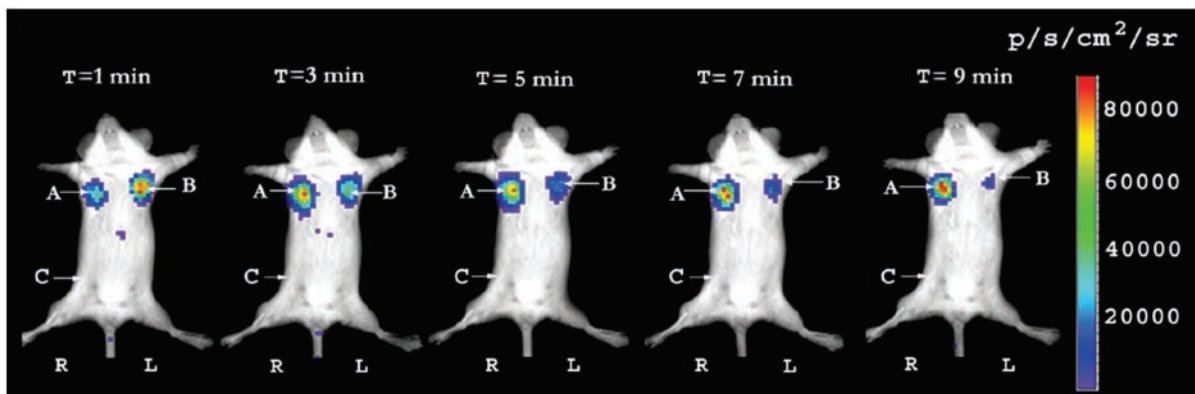 p/s/cm²/sr
T=1 min
T=3 min
T= 5 min
T= 7 min
T= 9 min
80000
60000
40000
20000
A B
A B
A B
A B
A B
C
C
C
C
C
R L
R L
R L
R L
R L